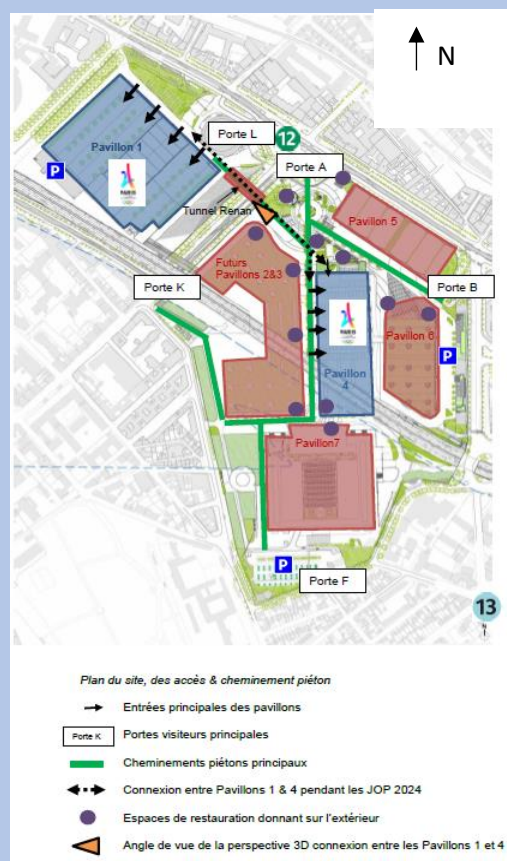 N
Porte L
12
Pavillon 1
Porte A
P
PARIS
Tunnel Renan
Pavillon 5
Futurs
Pavillons 2&3
Porte K
Porte B
Pavillon 6
P
Pavillon
4
Pavillon7
P
Porte F
13
N
Plan du site, des accès & cheminement piéton
Entrées principales des pavillons
Porte K
Portes visiteurs principales
Cheminements piétons principaux
Connexion entre Pavillons 1 & 4 pendant les JOP 2024
Espaces de restauration donnant sur l'extérieur
Angle de vue de la perspective 3D connexion entre les Pavillons 1 et 4